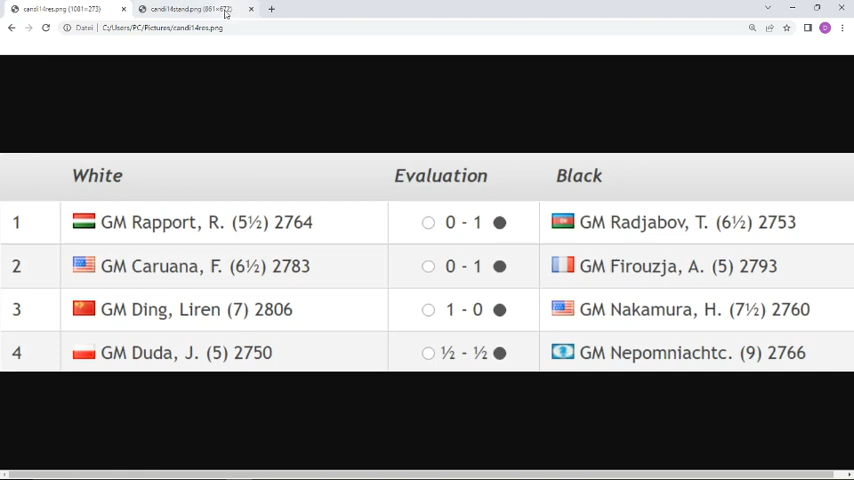 candi14res.png (1081×273)
candi14stand.png (861×672)
Datei C:/Users/PC/Pictures/candi14res.png
D
White Evaluation Black
1 GM Rapport, R. (5½) 2764 0 - 1 GM Radjabov, T. (6½) 2753
2 GM Caruana, F. (6½) 2783 0 - 1 GM Firouzja, A. (5) 2793
3 GM Ding, Liren (7) 2806 1 - 0 GM Nakamura, H. (7½) 2760
4 GM Duda, J. (5) 2750 ½ - ½ GM Nepomniachtc. (9) 2766